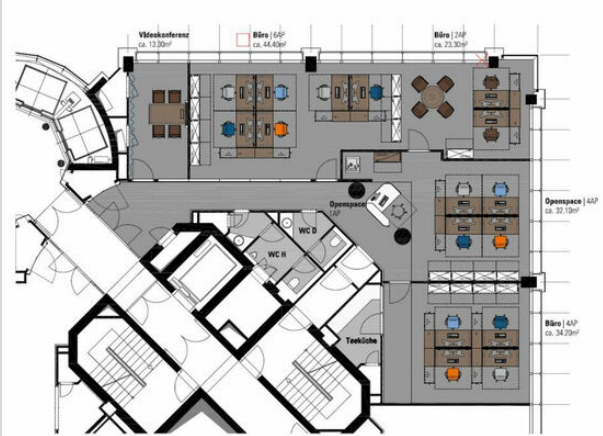 Videokonferenz
ca. 13.00m²
Büro | 6AP
ca. 44.40m²
Büro | 2AP
ca. 23.30m²
Openspace
1AP
Openspace | 4AP
ca. 32.10m²
WC D
WC H
Büro | 4AP
ca. 34.20m²
Teeküche